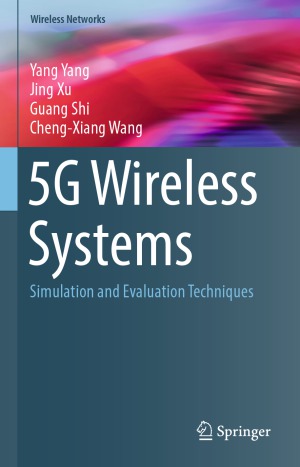 Wireless Networks
Yang Yang
Jing Xu
Guang Shi
Cheng-Xiang Wang
5G Wireless
Systems
Simulation and Evaluation Techniques
Springer